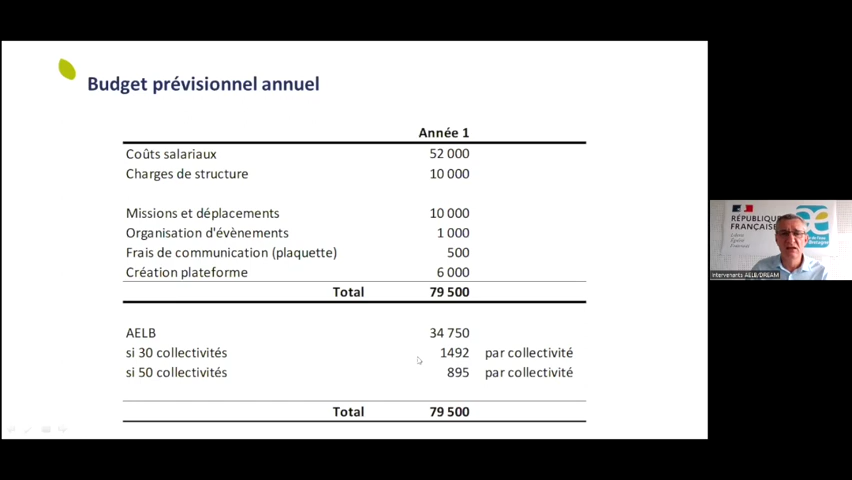 Budget prévisionnel annuel
Année 1
Coûts salariaux 52 000
Charges de structure 10 000
Missions et déplacements 10 000
Organisation d'évènements 1 000
Frais de communication (plaquette) 500
Création plateforme 6 000
Total 79 500
AELB 34 750
si 30 collectivités 1492 par collectivité
si 50 collectivités 895 par collectivité
Total 79 500
RÉPUBLIQUE
FRANÇAISE
Liberté
Égalité
Fraternité
Intervenants AELB/DREAM